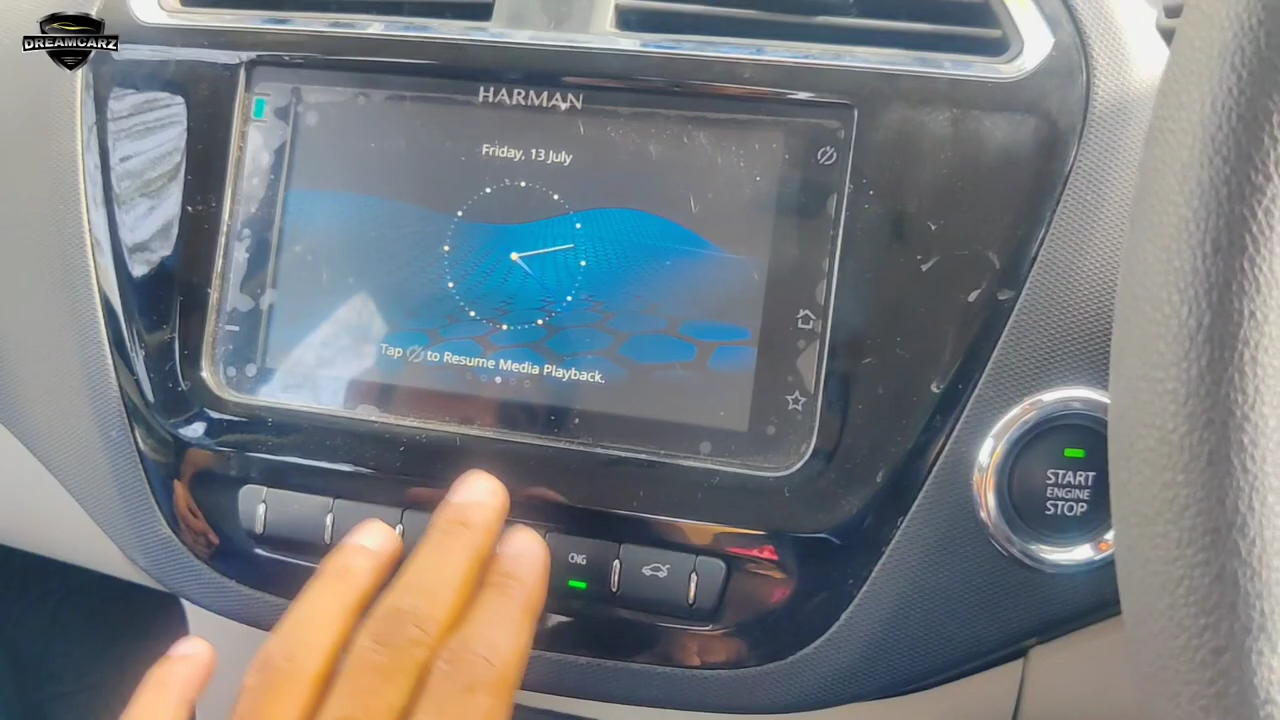 DREAMCARZ
HARMAN
Friday, 13 July
Tap to Resume Media Playback.
CNG
START
ENGINE
STOP